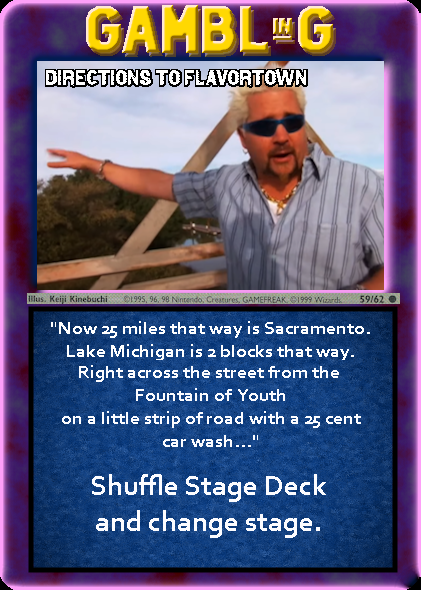 GAMBLinG
DIRECTIONS TO FLAVORTOWN
Illus. Keiji Kinebuchi ©1995, 96, 98 Nintendo, Creatures, GAMEFREAK. ©1999 Wizards. 59/62
"Now 25 miles that way is Sacramento.
Lake Michigan is 2 blocks that way.
Right across the street from the
Fountain of Youth
on a little strip of road with a 25 cent
car wash..."
Shuffle Stage Deck
and change stage.